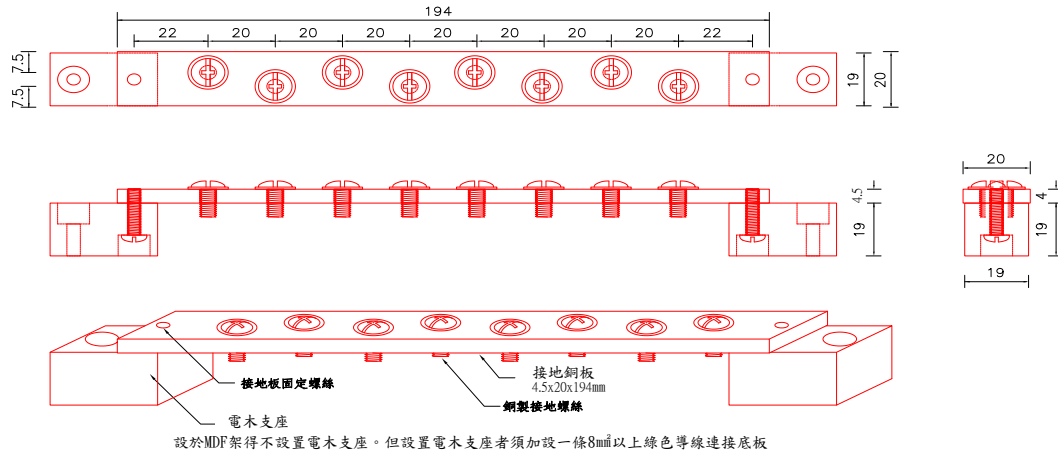 194
22 20 20 20 20 20 20 20 22
7.5
7.5
19
20
4.5
19
20
4
19
19
接地板固定螺絲
接地銅板
4.5x20x194mm
銅製接地螺絲
電木支座
設於MDF架得不設置電木支座。但設置電木支座者須加設一條8mm²以上綠色導線連接底板